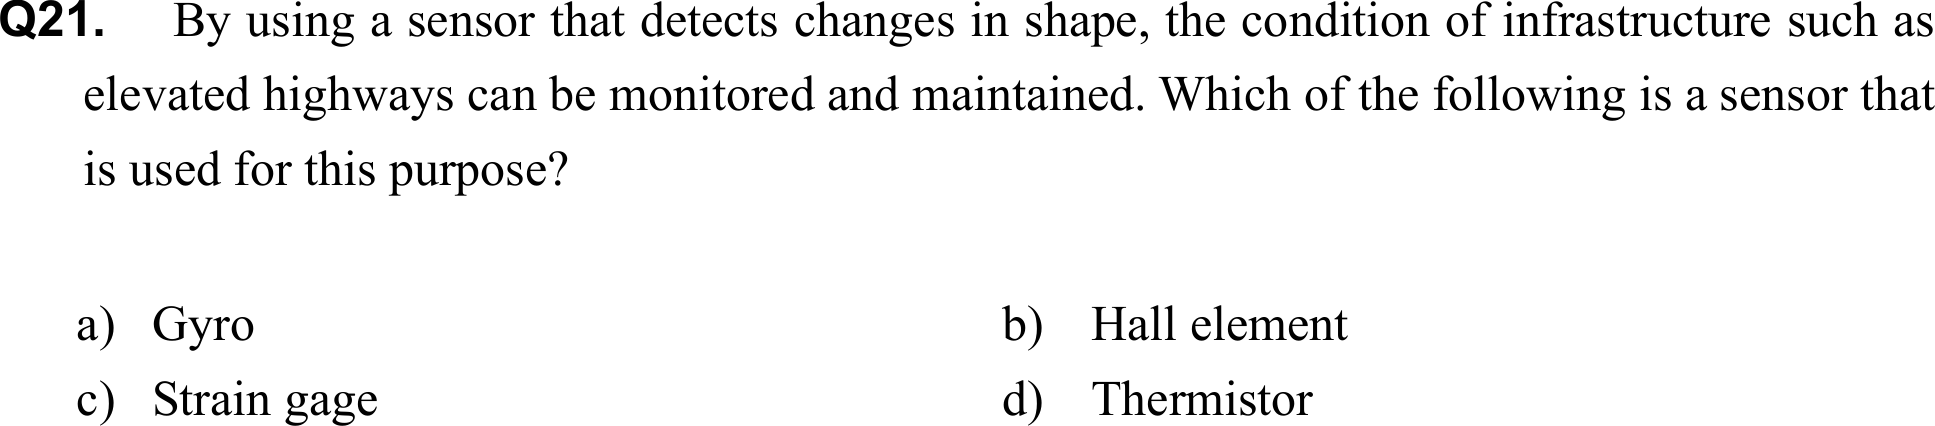 Q21. By using a sensor that detects changes in shape, the condition of infrastructure such as
elevated highways can be monitored and maintained. Which of the following is a sensor that
is used for this purpose?
a) Gyro b) Hall element
c) Strain gage d) Thermistor